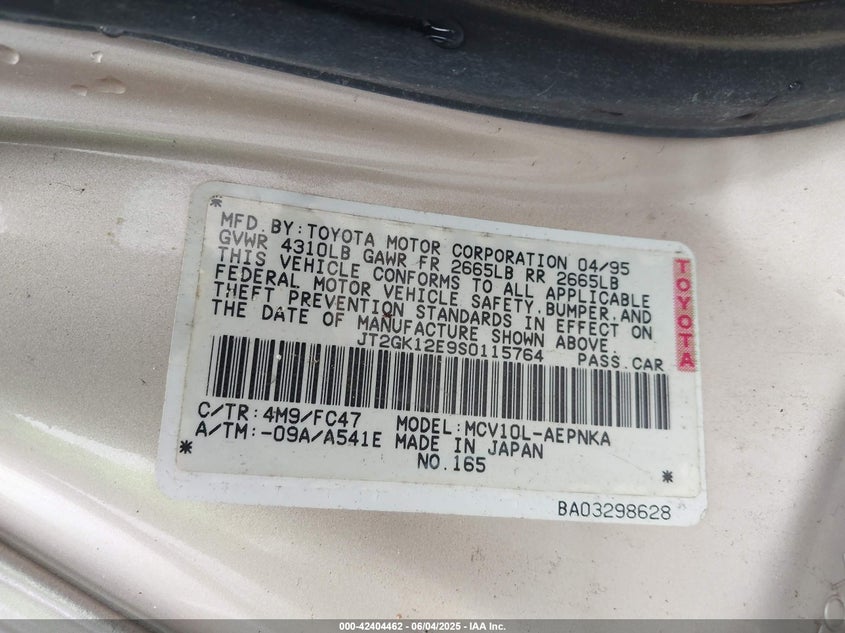 MFD. BY: TOYOTA MOTOR CORPORATION 04/95
GVWR 4310LB GAWR FR 2665LB RR 2665LB
THIS VEHICLE CONFORMS TO ALL APPLICABLE
FEDERAL MOTOR VEHICLE SAFETY, BUMPER, AND
THEFT PREVENTION STANDARDS IN EFFECT ON
THE DATE OF MANUFACTURE SHOWN ABOVE.
JT2GK12E9S0115764 PASS. CAR
TOYOTA
C/TR: 4M9/FC47 MODEL: MCV10L-AEPNKA
A/TM: -09A/A541E MADE IN JAPAN
NO. 165
BA03298628
000-42404462 - 06/04/2025 - IAA Inc.